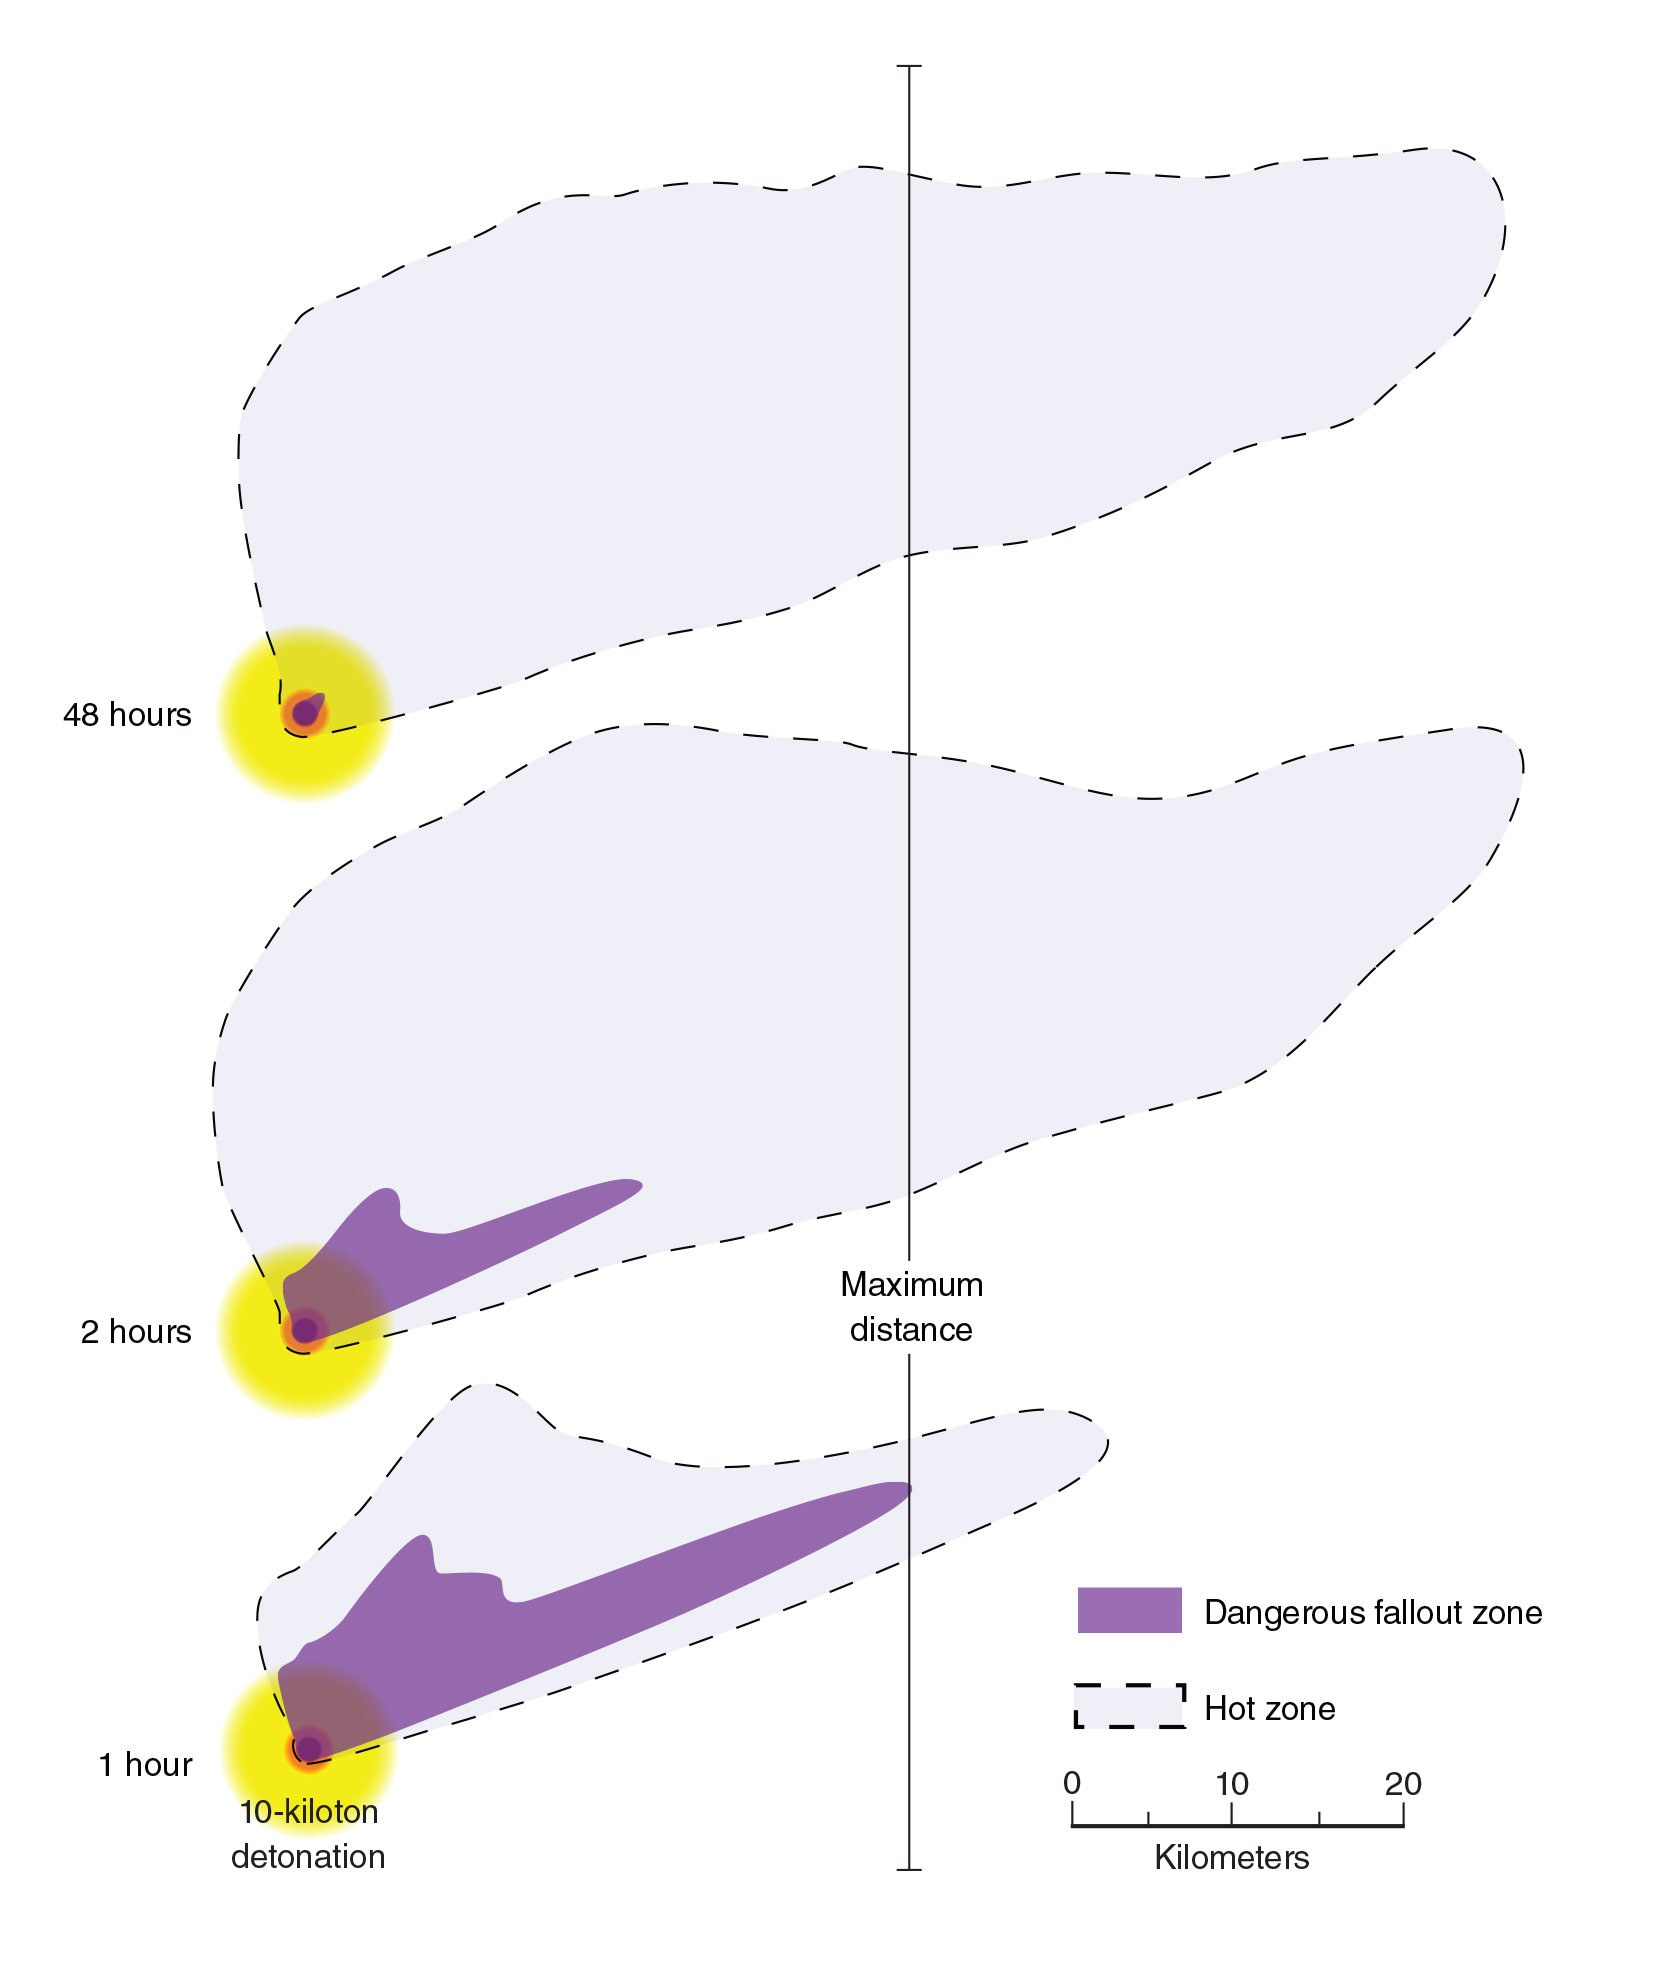 48 hours
2 hours
Maximum
distance
1 hour
10-kiloton
detonation
Dangerous fallout zone
Hot zone
0 10 20
Kilometers